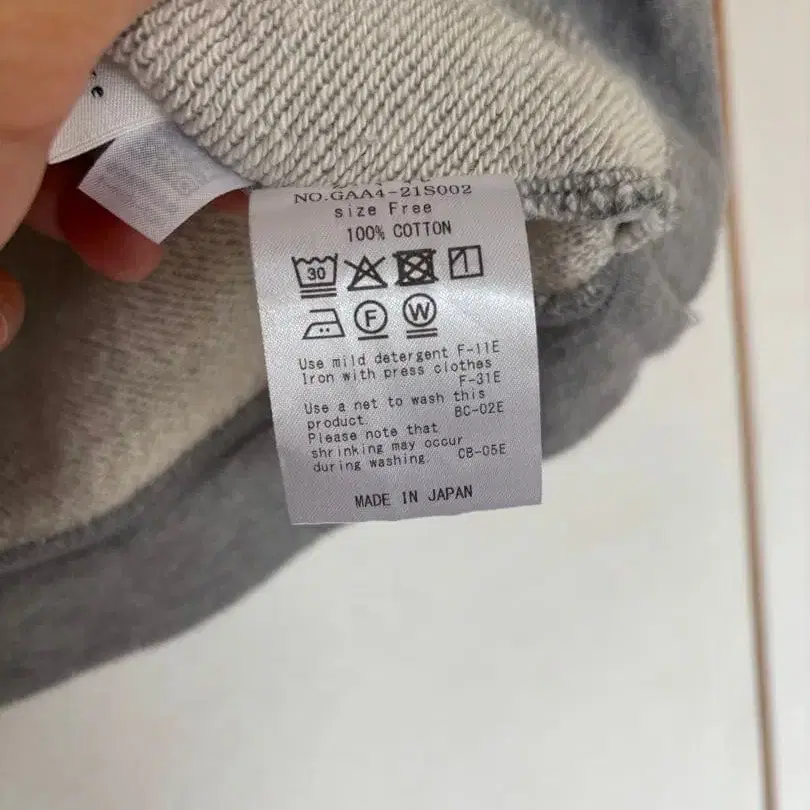 NO.GAA4-21S002
size Free
100% COTTON
30
F W
Use mild detergent F-11E
Iron with press clothes
F-31E
Use a net to wash this
product BC-02E
Please note that
shrinking may occur
during washing. CB-05E
MADE IN JAPAN